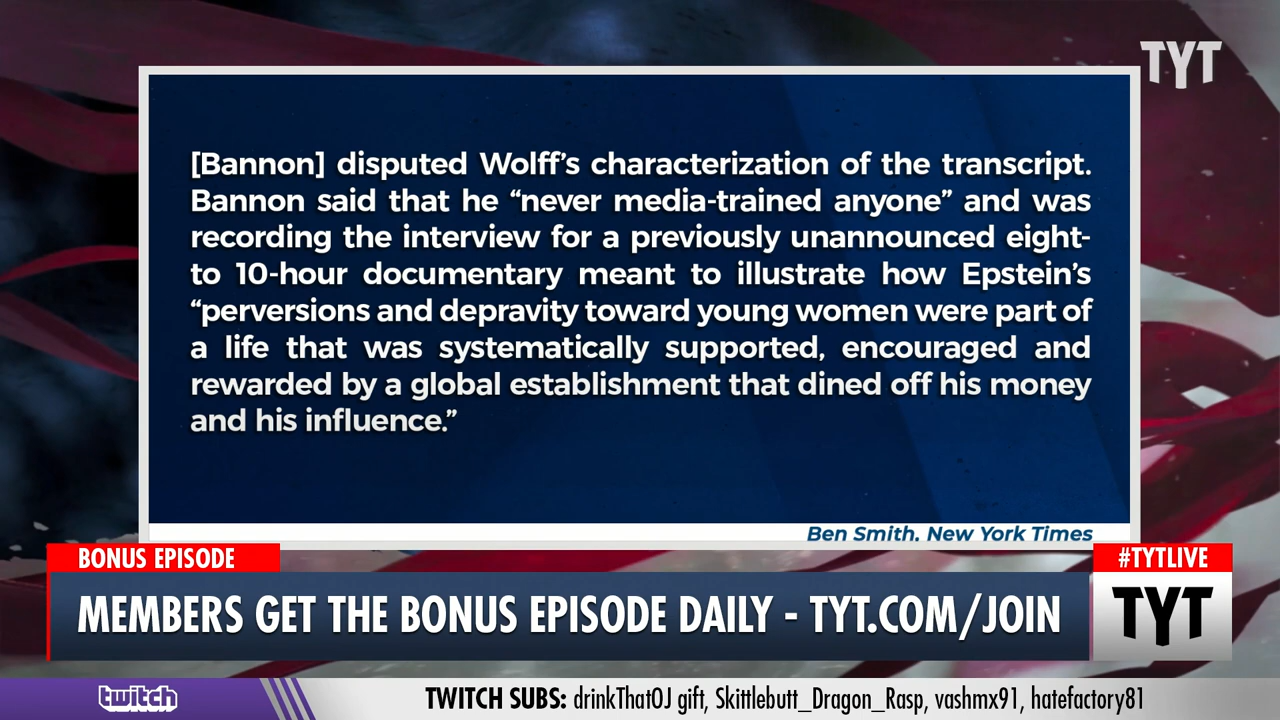 TYT
[Bannon] disputed Wolff’s characterization of the transcript.
Bannon said that he “never media-trained anyone” and was
recording the interview for a previously unannounced eight-
to 10-hour documentary meant to illustrate how Epstein’s
“perversions and depravity toward young women were part of
a life that was systematically supported, encouraged and
rewarded by a global establishment that dined off his money
and his influence.”
Ben Smith, New York Times
BONUS EPISODE
#TYTLIVE
MEMBERS GET THE BONUS EPISODE DAILY - TYT.COM/JOIN
TYT
twitch
TWITCH SUBS: drinkThatOJ gift, Skittlebutt_Dragon_Rasp, vashmx91, hatefactory81